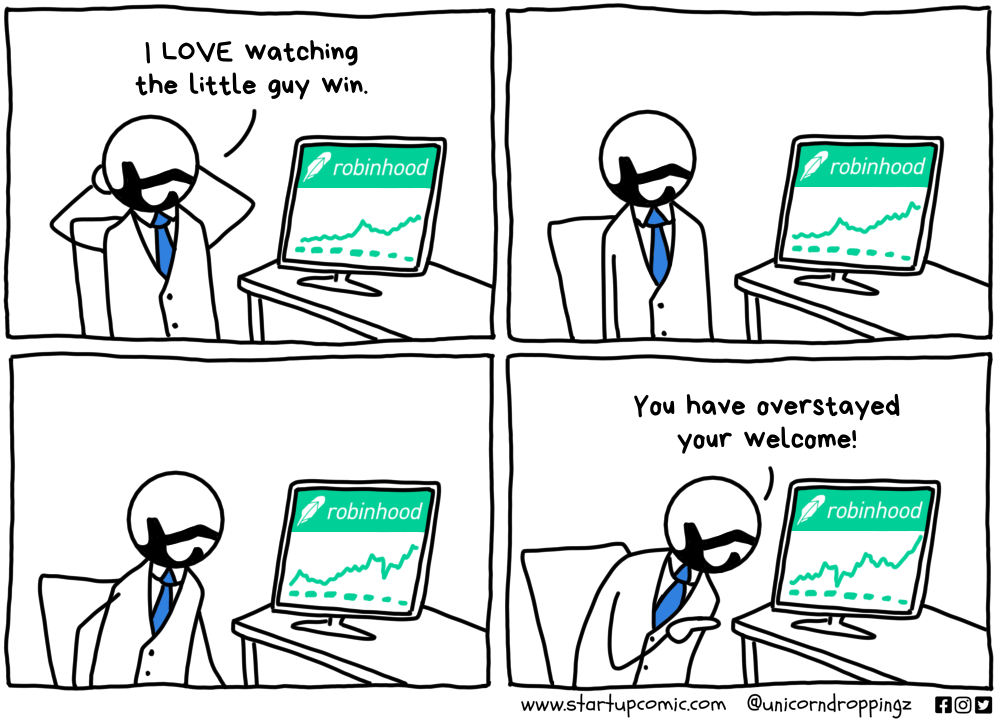 I LOVE watching
the little guy win.
robinhood
robinhood
robinhood
You have overstayed
your welcome!
robinhood
www.startupcomic.com @unicorndroppingz